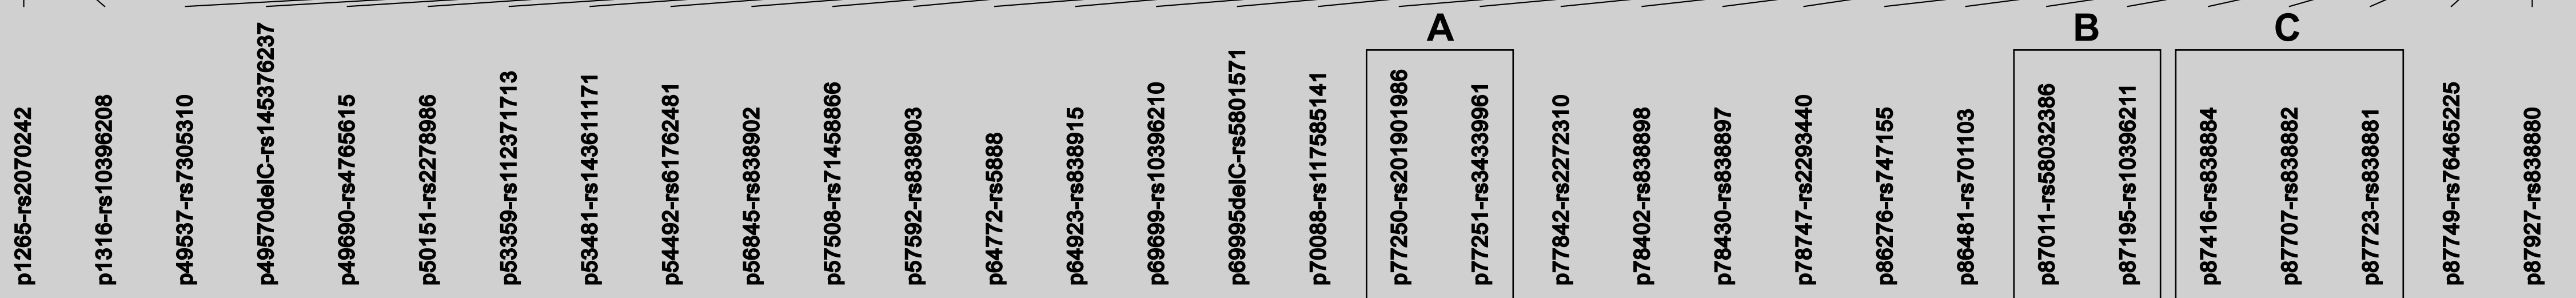 A
B
C
p1265-rs2070242
p1316-rs10396208
p49537-rs7305310
p49570delC-rs145376237
p49690-rs4765615
p50151-rs2278986
p53359-rs112371713
p53481-rs143611171
p54492-rs61762481
p56845-rs838902
p57508-rs71458866
p57592-rs838903
p64772-rs5888
p64923-rs838915
p69699-rs10396210
p69995delC-rs5801571
p70088-rs117585141
p77250-rs201901986
p77251-rs34339961
p77842-rs2272310
p78402-rs838898
p78430-rs838897
p78747-rs2293440
p86276-rs747155
p86481-rs701103
p87011-rs58032386
p87195-rs10396211
p87416-rs838884
p87707-rs838882
p87723-rs838881
p87749-rs76465225
p87927-rs838880